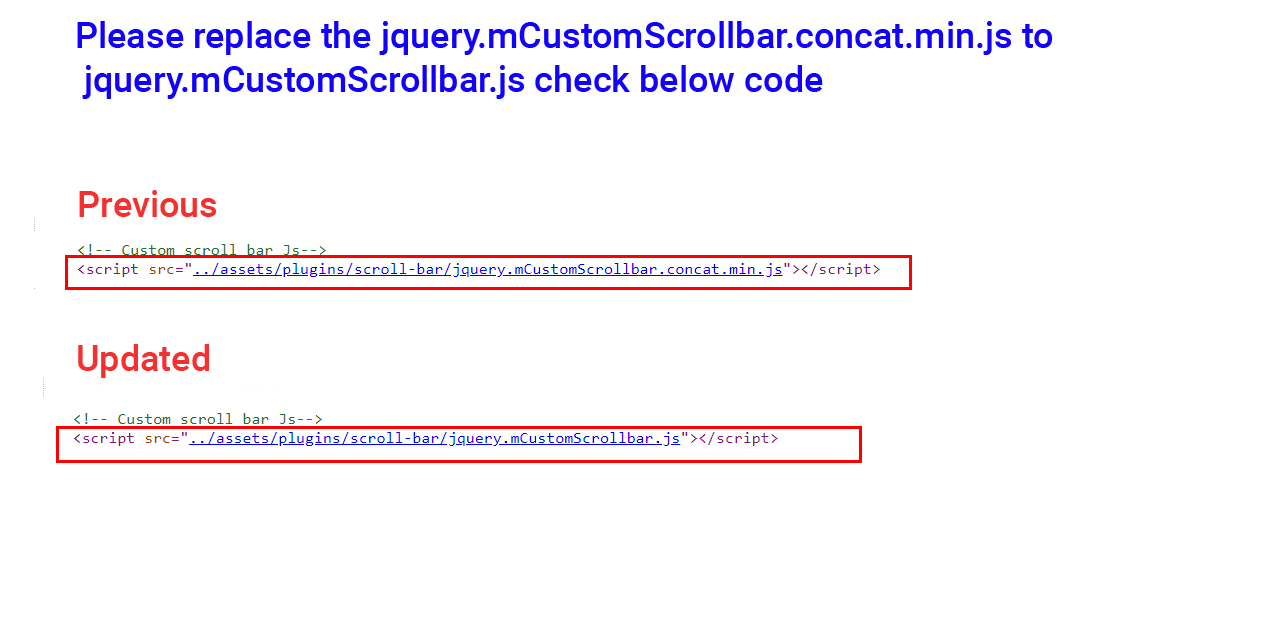 Please replace the jquery.mCustomScrollbar.concat.min.js to
jquery.mCustomScrollbar.js check below code
Previous
<!-- Custom scroll bar Js-->
<script src="../assets/plugins/scroll-bar/jquery.mCustomScrollbar.concat.min.js"></script>
Updated
<!-- Custom scroll bar Js-->
<script src="../assets/plugins/scroll-bar/jquery.mCustomScrollbar.js"></script>